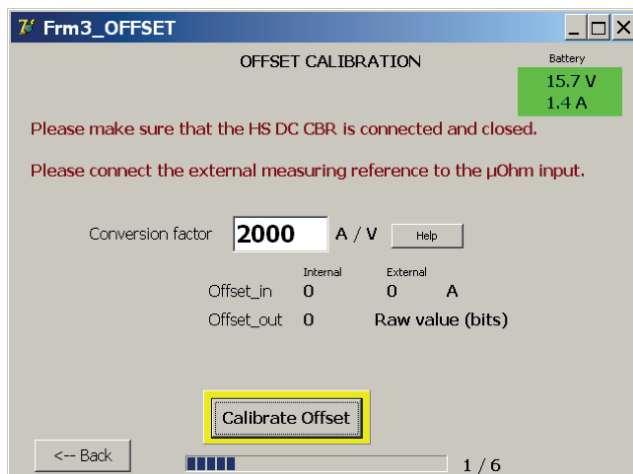 Frm3_OFFSET
OFFSET CALIBRATION
Battery
15.7 V
1.4 A
Please make sure that the HS DC CBR is connected and closed.
Please connect the external measuring reference to the µOhm input.
Conversion factor 2000 A / V Help
Internal External
Offset_in 0 0 A
Offset_out 0 Raw value (bits)
Calibrate Offset
<-- Back 1 / 6